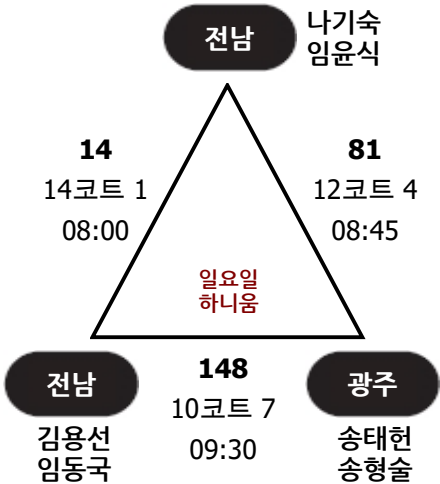 전남
나기숙
임윤식
14
14코트 1
08:00
81
12코트 4
08:45
일요일
하니움
전남
김용선
임동국
148
10코트 7
09:30
광주
송태헌
송형술